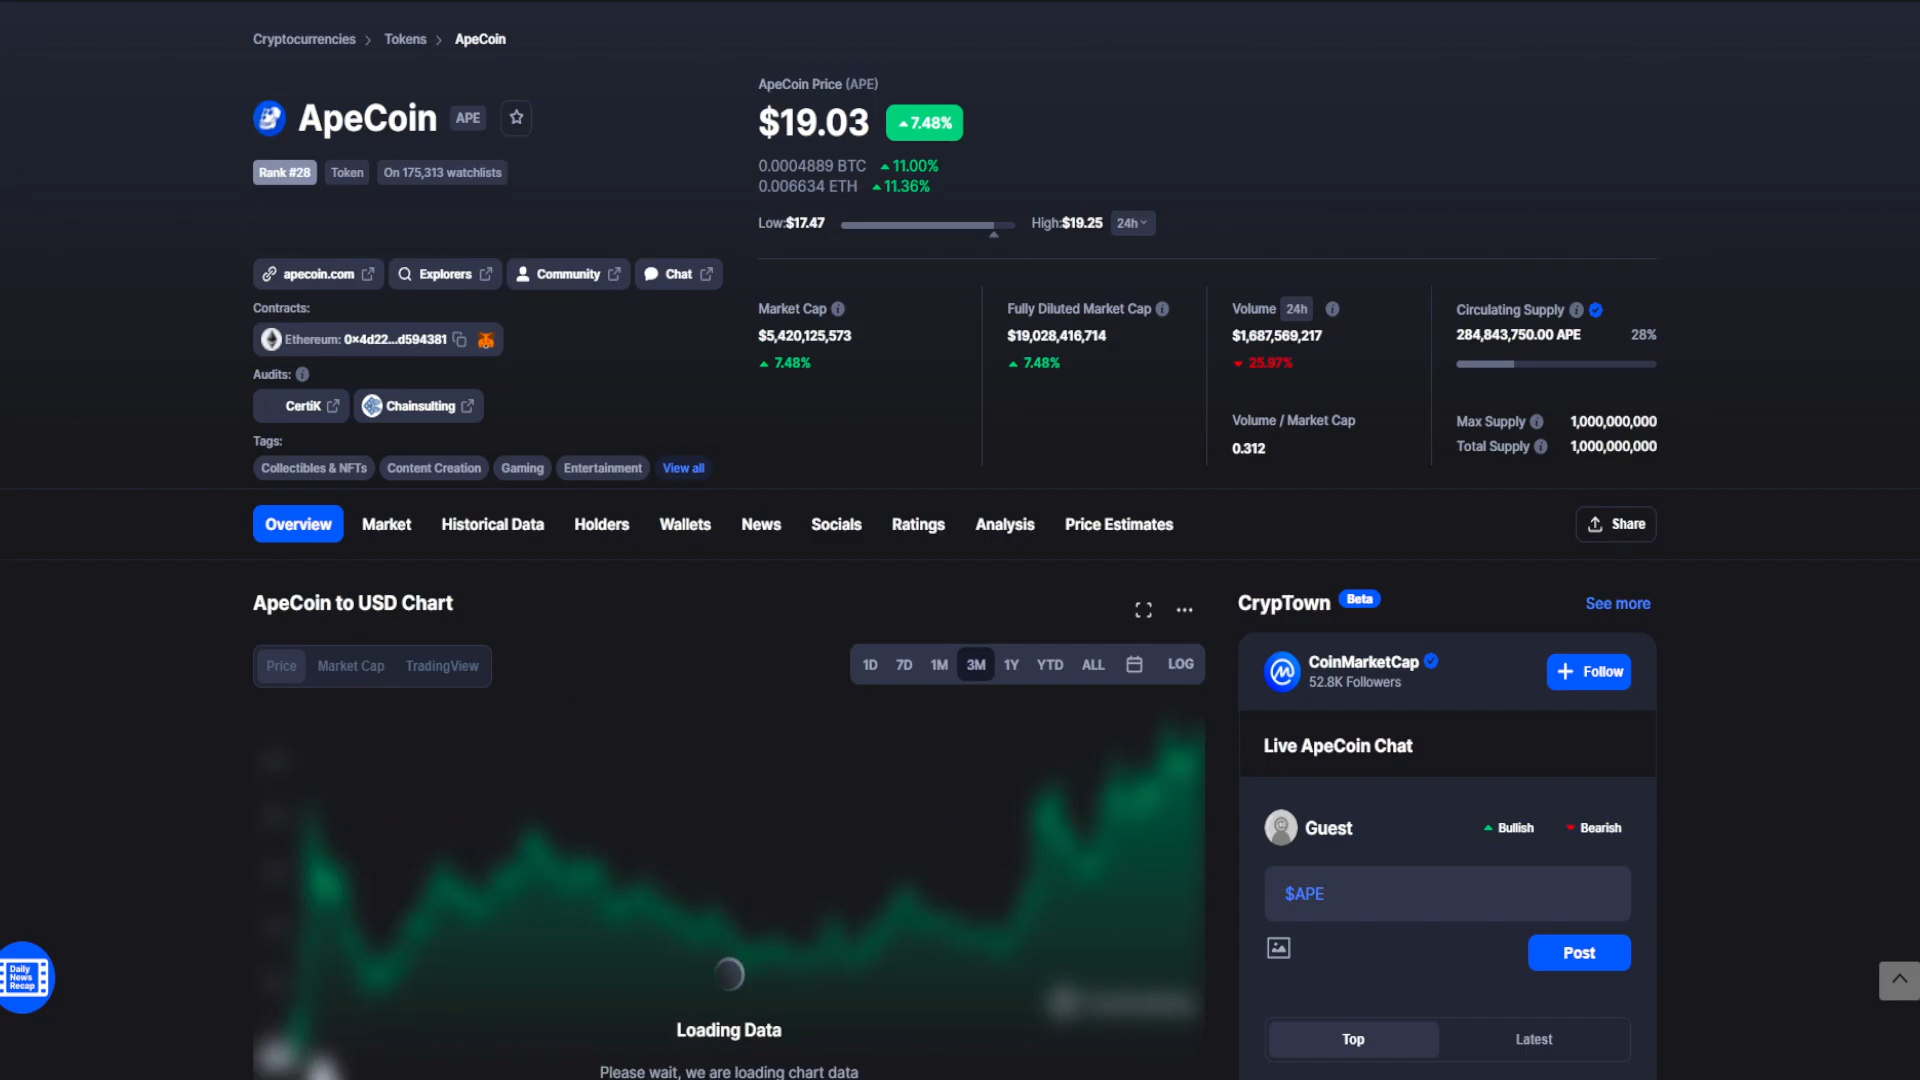 Cryptocurrencies > Tokens > ApeCoin
ApeCoin APE
Rank #28 Token On 175,313 watchlists
ApeCoin Price (APE)
$19.03 7.48%
0.0004889 BTC 11.00%
0.006634 ETH 11.36%
Low:$17.47 High:$19.25 24h
apecoin.com Explorers Community Chat
Contracts:
Ethereum: 0x4d22...d594381
Audits:
CertiK Chainsulting
Tags:
Collectibles & NFTs Content Creation Gaming Entertainment View all
Market Cap
$5,420,125,573
7.48%
Fully Diluted Market Cap
$19,028,416,714
7.48%
Volume 24h
$1,687,569,217
25.97%
Volume / Market Cap
0.312
Circulating Supply
284,843,750.00 APE 28%
Max Supply 1,000,000,000
Total Supply 1,000,000,000
Overview Market Historical Data Holders Wallets News Socials Ratings Analysis Price Estimates Share
ApeCoin to USD Chart
Price Market Cap TradingView
1D 7D 1M 3M 1Y YTD ALL LOG
Loading Data
Please wait, we are loading chart data
CrypTown Beta See more
CoinMarketCap
52.8K Followers
+ Follow
Live ApeCoin Chat
Guest Bullish Bearish
$APE
Post
Top Latest
Daily
News
Recap